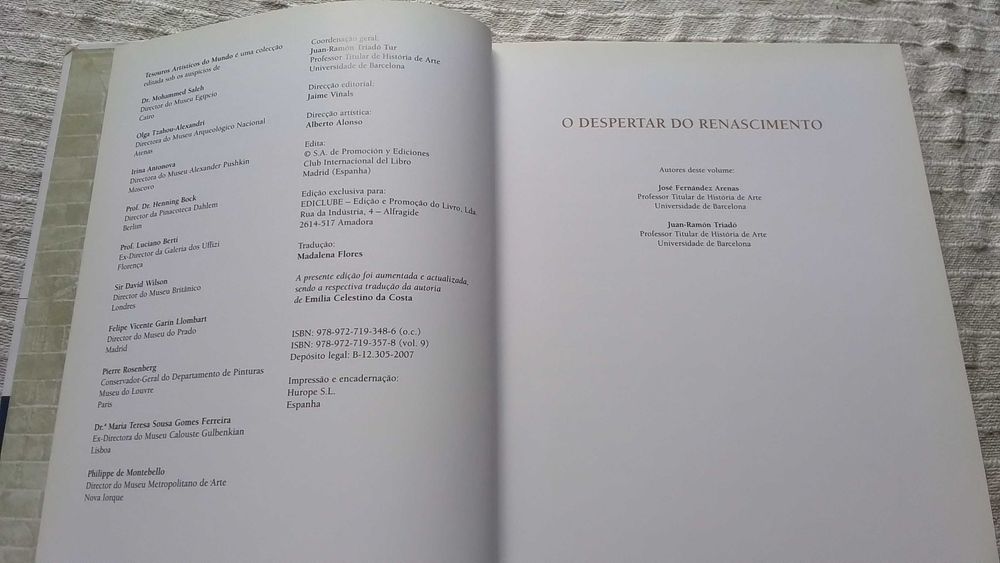 Tesouros Artísticos do Mundo é uma colecção
editada sob os auspícios de
Dr. Mohammed Saleh
Director do Museu Egípcio
Cairo
Olga Tzahou-Alexandri
Directora do Museu Arqueológico Nacional
Atenas
Irina Antonova
Directora do Museu Alexander Pushkin
Moscovo
Prof. Dr. Henning Bock
Director da Pinacoteca Dahlem
Berlim
Prof. Luciano Berti
Ex-Director da Galeria dos Uffizi
Florença
Sir David Wilson
Director do Museu Britânico
Londres
Felipe Vicente Garín Llombart
Director do Museu do Prado
Madrid
Pierre Rosenberg
Conservador-Geral do Departamento de Pinturas
Museu do Louvre
Paris
Dr.ª Maria Teresa Sousa Gomes Ferreira
Ex-Directora do Museu Calouste Gulbenkian
Lisboa
Philippe de Montebello
Director do Museu Metropolitano de Arte
Nova Iorque
Coordenação geral:
Juan-Ramón Triadó Tur
Professor Titular de História de Arte
Universidade de Barcelona
Direcção editorial:
Jaime Viñals
Direcção artística:
Alberto Alonso
Edita:
© S.A. de Promoción y Ediciones
Club Internacional del Libro
Madrid (Espanha)
Edição exclusiva para:
EDICLUBE – Edição e Promoção do Livro, Lda.
Rua da Indústria, 4 – Alfragide
2614-517 Amadora
Tradução:
Madalena Flores
A presente edição foi aumentada e actualizada,
sendo a respectiva tradução da autoria
de Emília Celestino da Costa
ISBN: 978-972-719-348-6 (o.c.)
ISBN: 978-972-719-357-8 (vol. 9)
Depósito legal: B-12.305-2007
Impressão e encadernação:
Hurope S.L.
Espanha
O DESPERTAR DO RENASCIMENTO
Autores deste volume:
José Fernández Arenas
Professor Titular de História de Arte
Universidade de Barcelona
Juan-Ramón Triadó
Professor Titular de História de Arte
Universidade de Barcelona